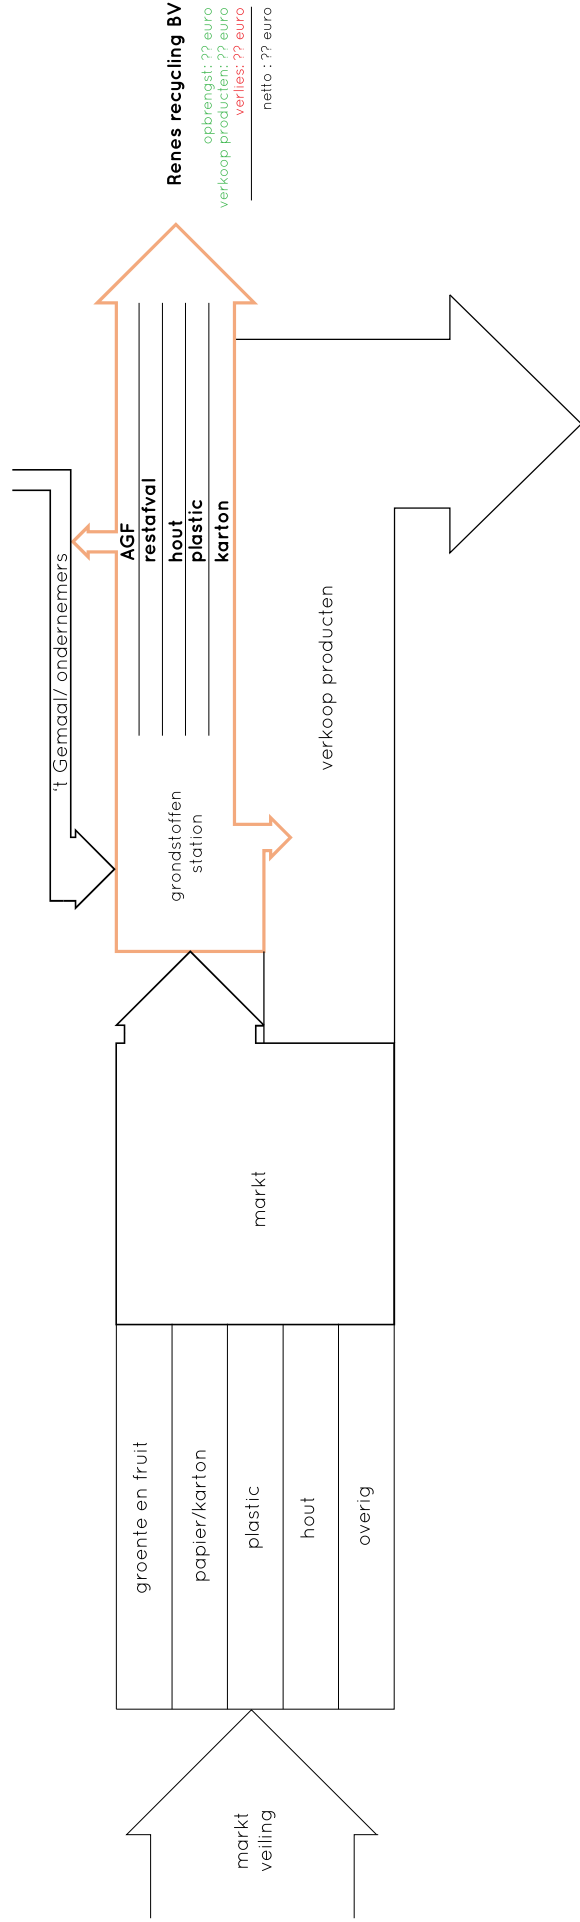 markt
veiling
groente en fruit
papier/karton
plastic
hout
overig
markt
't Gemaal/ ondernemers
grondstoffen
station
AGF
restafval
hout
plastic
karton
verkoop producten
Renes recycling BV
opbrengst: ?? euro
verkoop producten: ?? euro
verlies: ?? euro
netto : ?? euro